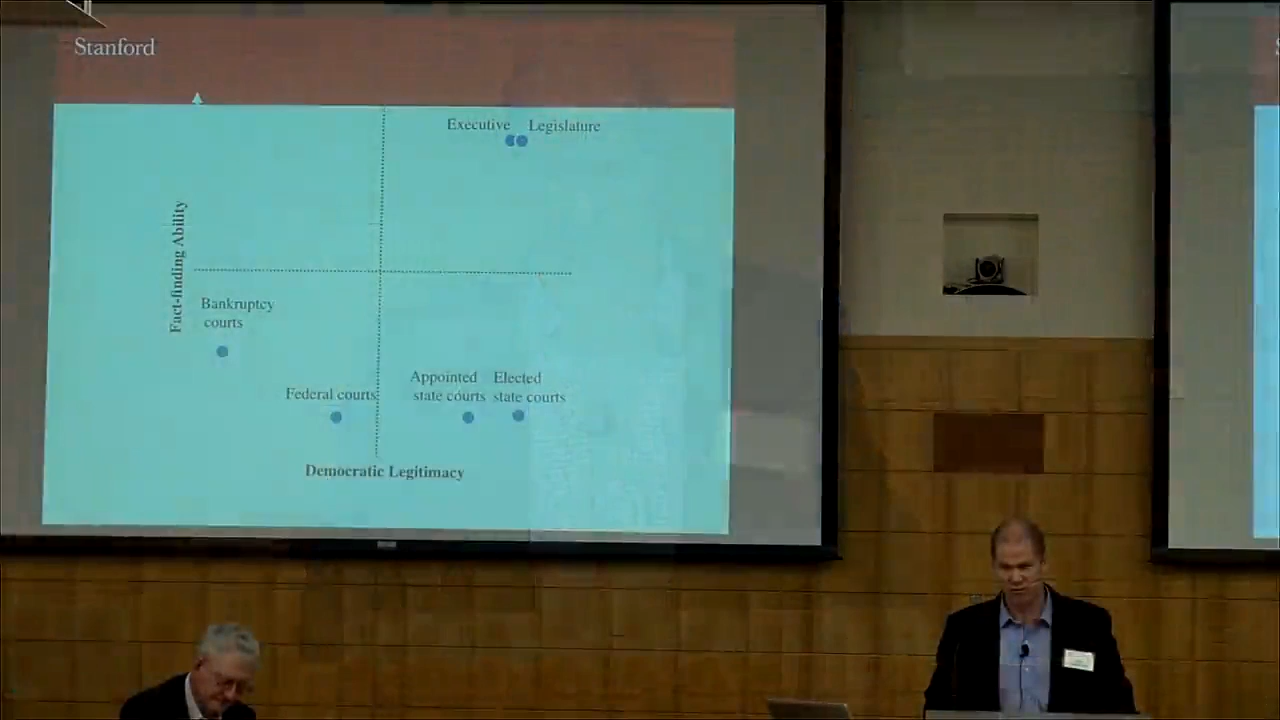 Stanford
Executive Legislature
Fact-finding Ability
Bankruptcy
courts
Federal courts
Appointed
state courts
Elected
state courts
Democratic Legitimacy